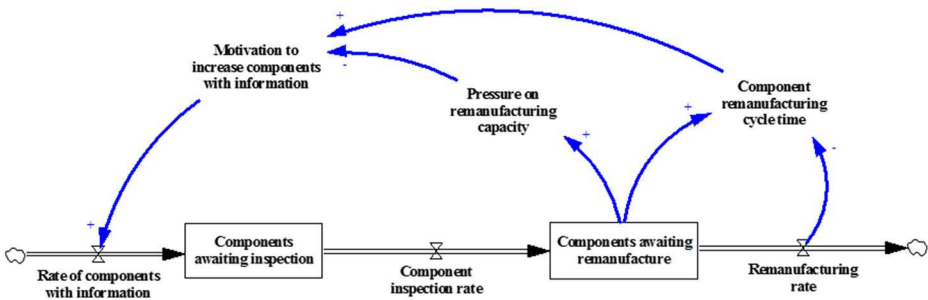 +
Motivation to
increase components
with information
-
Pressure on
remanufacturing
capacity
+
Component
remanufacturing
cycle time
+
+
-
+
Components
awaiting inspection
Components awaiting
remanufacture
Rate of components
with information
Component
inspection rate
Remanufacturing
rate